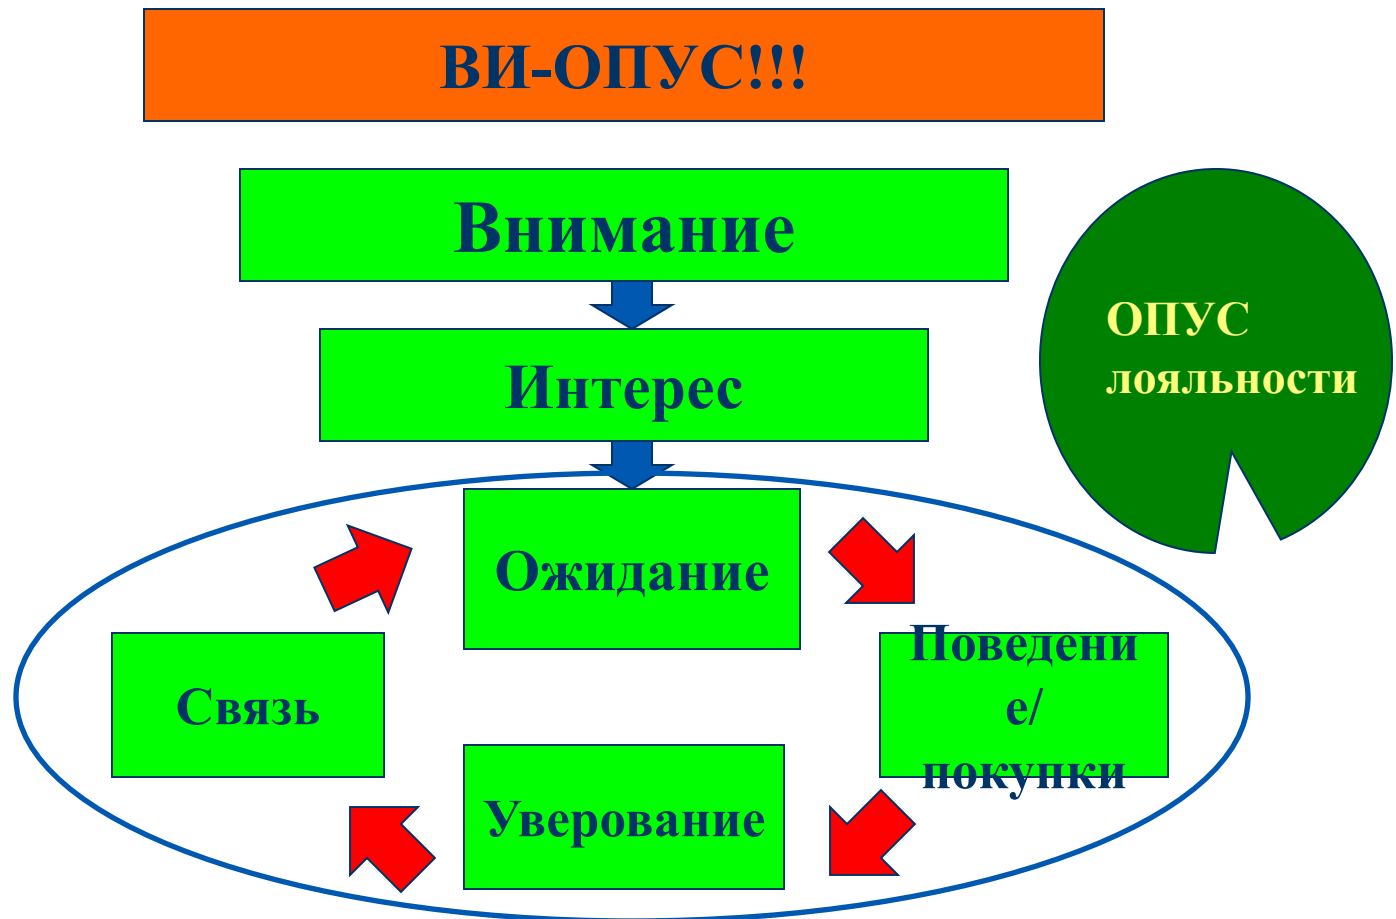 ВИ-ОПУС!!!
Внимание
ОПУС
лояльности
Интерес
Ожидание
Поведени
е/
покупки
Связь
Уверование